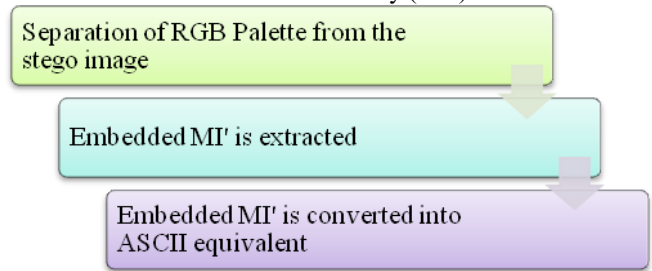 Separation of RGB Palette from the
stego image
Embedded MI' is extracted
Embedded MI' is converted into
ASCII equivalent